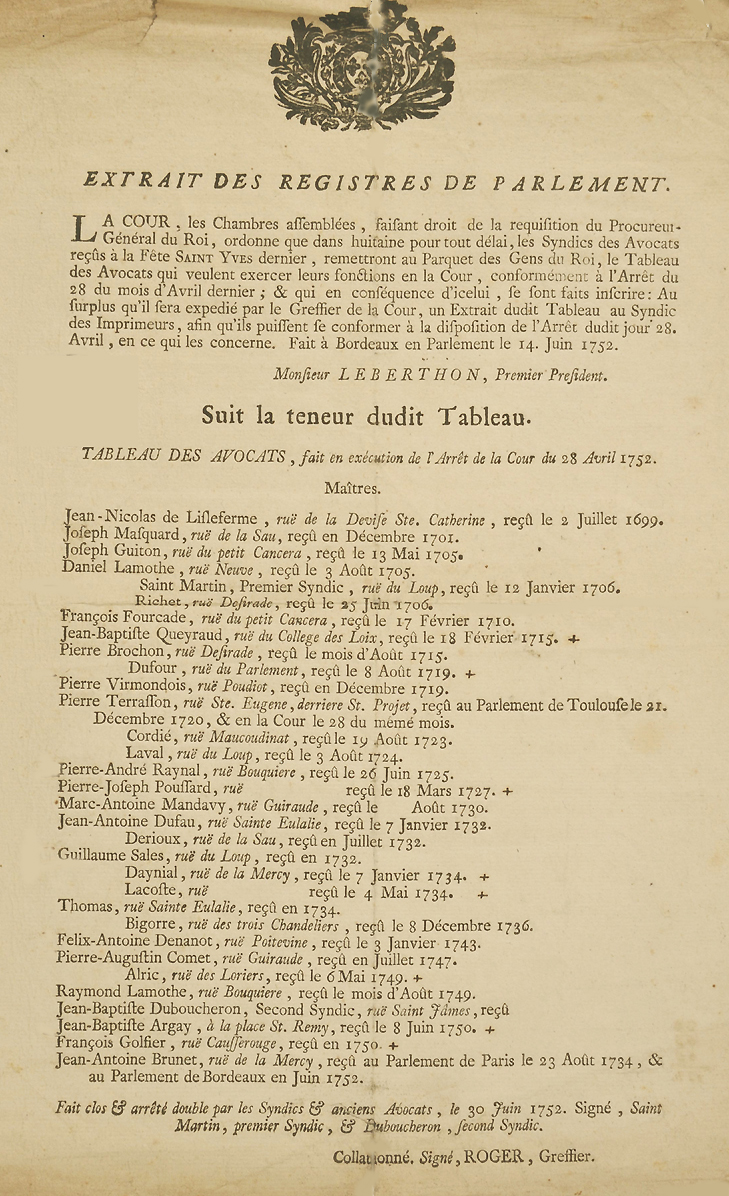 EXTRAIT DES REGISTRES DE PARLEMENT.
LA COUR, les Chambres aſſemblées, faiſant droit de la requiſition du Procureur-
Général du Roi, ordonne que dans huitaine pour tout délai, les Syndics des Avocats
reçûs à la Fête SAINT YVES dernier, remettront au Parquet des Gens du Roi, le Tableau
des Avocats qui veulent exercer leurs fonctions en la Cour, conformément à l'Arrêt du
28 du mois d'Avril dernier; & qui en conſéquence d'icelui, ſe ſont faits inſcrire: Au
ſurplus qu'il ſera expedié par le Greffier de la Cour, un Extrait dudit Tableau au Syndic
des Imprimeurs, afin qu'ils puiſſent ſe conformer à la diſpoſition de l'Arrêt dudit jour 28.
Avril, en ce qui les concerne. Fait à Bordeaux en Parlement le 14. Juin 1752.
Monſieur LEBERTHON, Premier Preſident.
Suit la teneur dudit Tableau.
TABLEAU DES AVOCATS, fait en exécution de l'Arrêt de la Cour du 28 Avril 1752.
Maîtres.
Jean-Nicolas de Liſleferme, ruë de la Deviſe Ste. Catherine, reçû le 2 Juillet 1699.
Joſeph Maſquard, ruë de la Sau, reçû en Décembre 1701.
Joſeph Guiton, ruë du petit Cancera, reçû le 13 Mai 1705.
Daniel Lamothe, ruë Neuve, reçû le 3 Août 1705.
Saint Martin, Premier Syndic, ruë du Loup, reçû le 12 Janvier 1706.
Richet, ruë Deſirade, reçû le 25 Juin 1706.
François Fourcade, ruë du petit Cancera, reçû le 17 Février 1710.
Jean-Baptiſte Queyraud, ruë du College des Loix, reçû le 18 Février 1715. +
Pierre Brochon, ruë Deſirade, reçû le mois d'Août 1715.
Dufour, ruë du Parlement, reçû le 8 Août 1719. +
Pierre Virmondois, ruë Poudiot, reçû en Décembre 1719.
Pierre Terraſſon, ruë Ste. Eugene, derriere St. Projet, reçû au Parlement de Toulouſe le 21.
Décembre 1720, & en la Cour le 28 du même mois.
Cordié, ruë Maucoudinat, reçû le 19 Août 1723.
Laval, ruë du Loup, reçû le 3 Août 1724.
Pierre-André Raynal, ruë Bouquiere, reçû le 26 Juin 1725.
Pierre-Joſeph Pouſſard, ruë reçû le 18 Mars 1727. +
Marc-Antoine Mandavy, ruë Guiraude, reçû le Août 1730.
Jean-Antoine Dufau, ruë Sainte Eulalie, reçû le 7 Janvier 1732.
Derioux, ruë de la Sau, reçû en Juillet 1732.
Guillaume Sales, ruë du Loup, reçû en 1732.
Daynial, ruë de la Mercy, reçû le 7 Janvier 1734. +
Lacoſte, ruë reçû le 4 Mai 1734. +
Thomas, ruë Sainte Eulalie, reçû en 1734.
Bigorre, ruë des trois Chandeliers, reçû le 8 Décembre 1736.
Felix-Antoine Denanot, ruë Poitevine, reçû le 3 Janvier 1743.
Pierre-Auguſtin Comet, ruë Guiraude, reçû en Juillet 1747.
Alric, ruë des Loriers, reçû le 6 Mai 1749. +
Raymond Lamothe, ruë Bouquiere, reçû le mois d'Août 1749.
Jean-Baptiſte Duboucheron, Second Syndic, ruë Saint Jâmes, reçû
Jean-Baptiſte Argay, à la place St. Remy, reçû le 8 Juin 1750. +
François Golfier, ruë Cauſſerouge, reçû en 1750. +
Jean-Antoine Brunet, ruë de la Mercy, reçû au Parlement de Paris le 23 Août 1734, &
au Parlement de Bordeaux en Juin 1752.
Fait clos & arrêté double par les Syndics & anciens Avocats, le 30 Juin 1752. Signé, Saint
Martin, premier Syndic, & Duboucheron, ſecond Syndic.
Collationné. Signé, ROGER, Greffier.